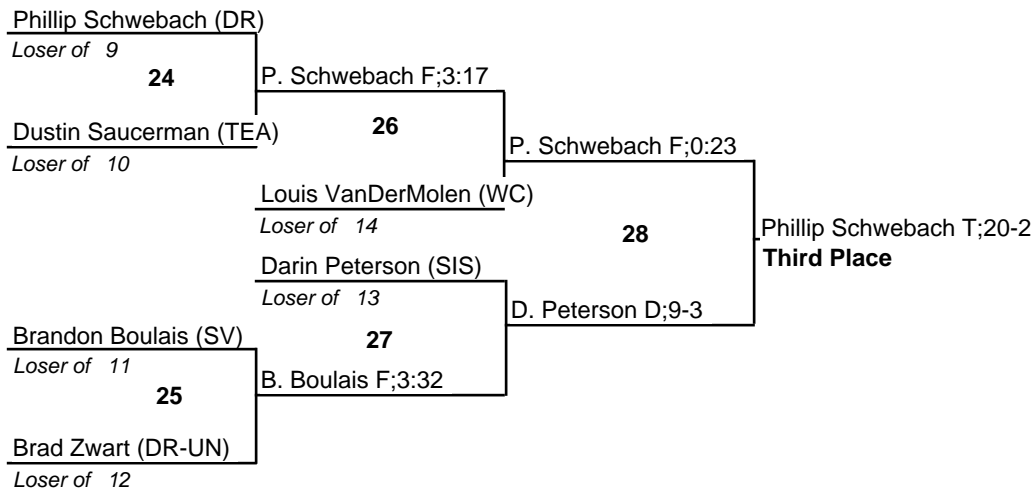 Phillip Schwebach (DR)
Loser of 9
24
P. Schwebach F;3:17
Dustin Saucerman (TEA)
Loser of 10
26
P. Schwebach F;0:23
Louis VanDerMolen (WC)
Loser of 14
28
Phillip Schwebach T;20-2
Third Place
Darin Peterson (SIS)
Loser of 13
27
D. Peterson D;9-3
Brandon Boulais (SV)
Loser of 11
25
B. Boulais F;3:32
Brad Zwart (DR-UN)
Loser of 12